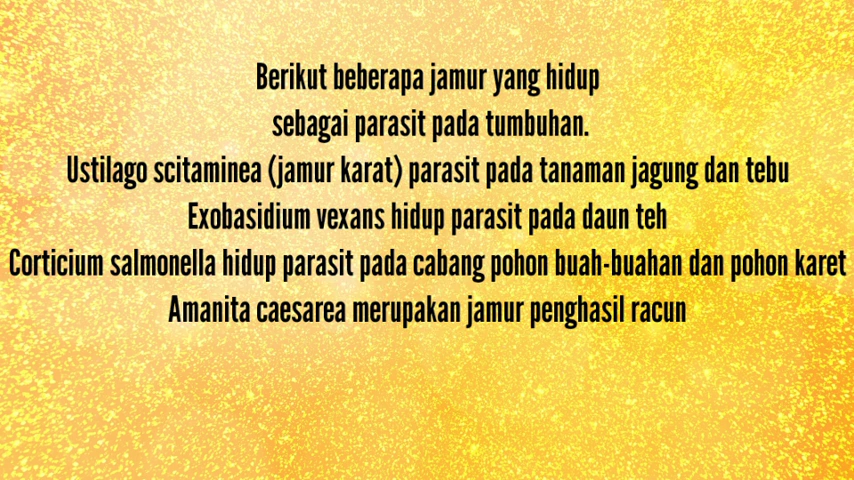 Berikut beberapa jamur yang hidup
sebagai parasit pada tumbuhan.
Ustilago scitaminea (jamur karat) parasit pada tanaman jagung dan tebu
Exobasidium vexans hidup parasit pada daun teh
Corticium salmonella hidup parasit pada cabang pohon buah-buahan dan pohon karet
Amanita caesarea merupakan jamur penghasil racun